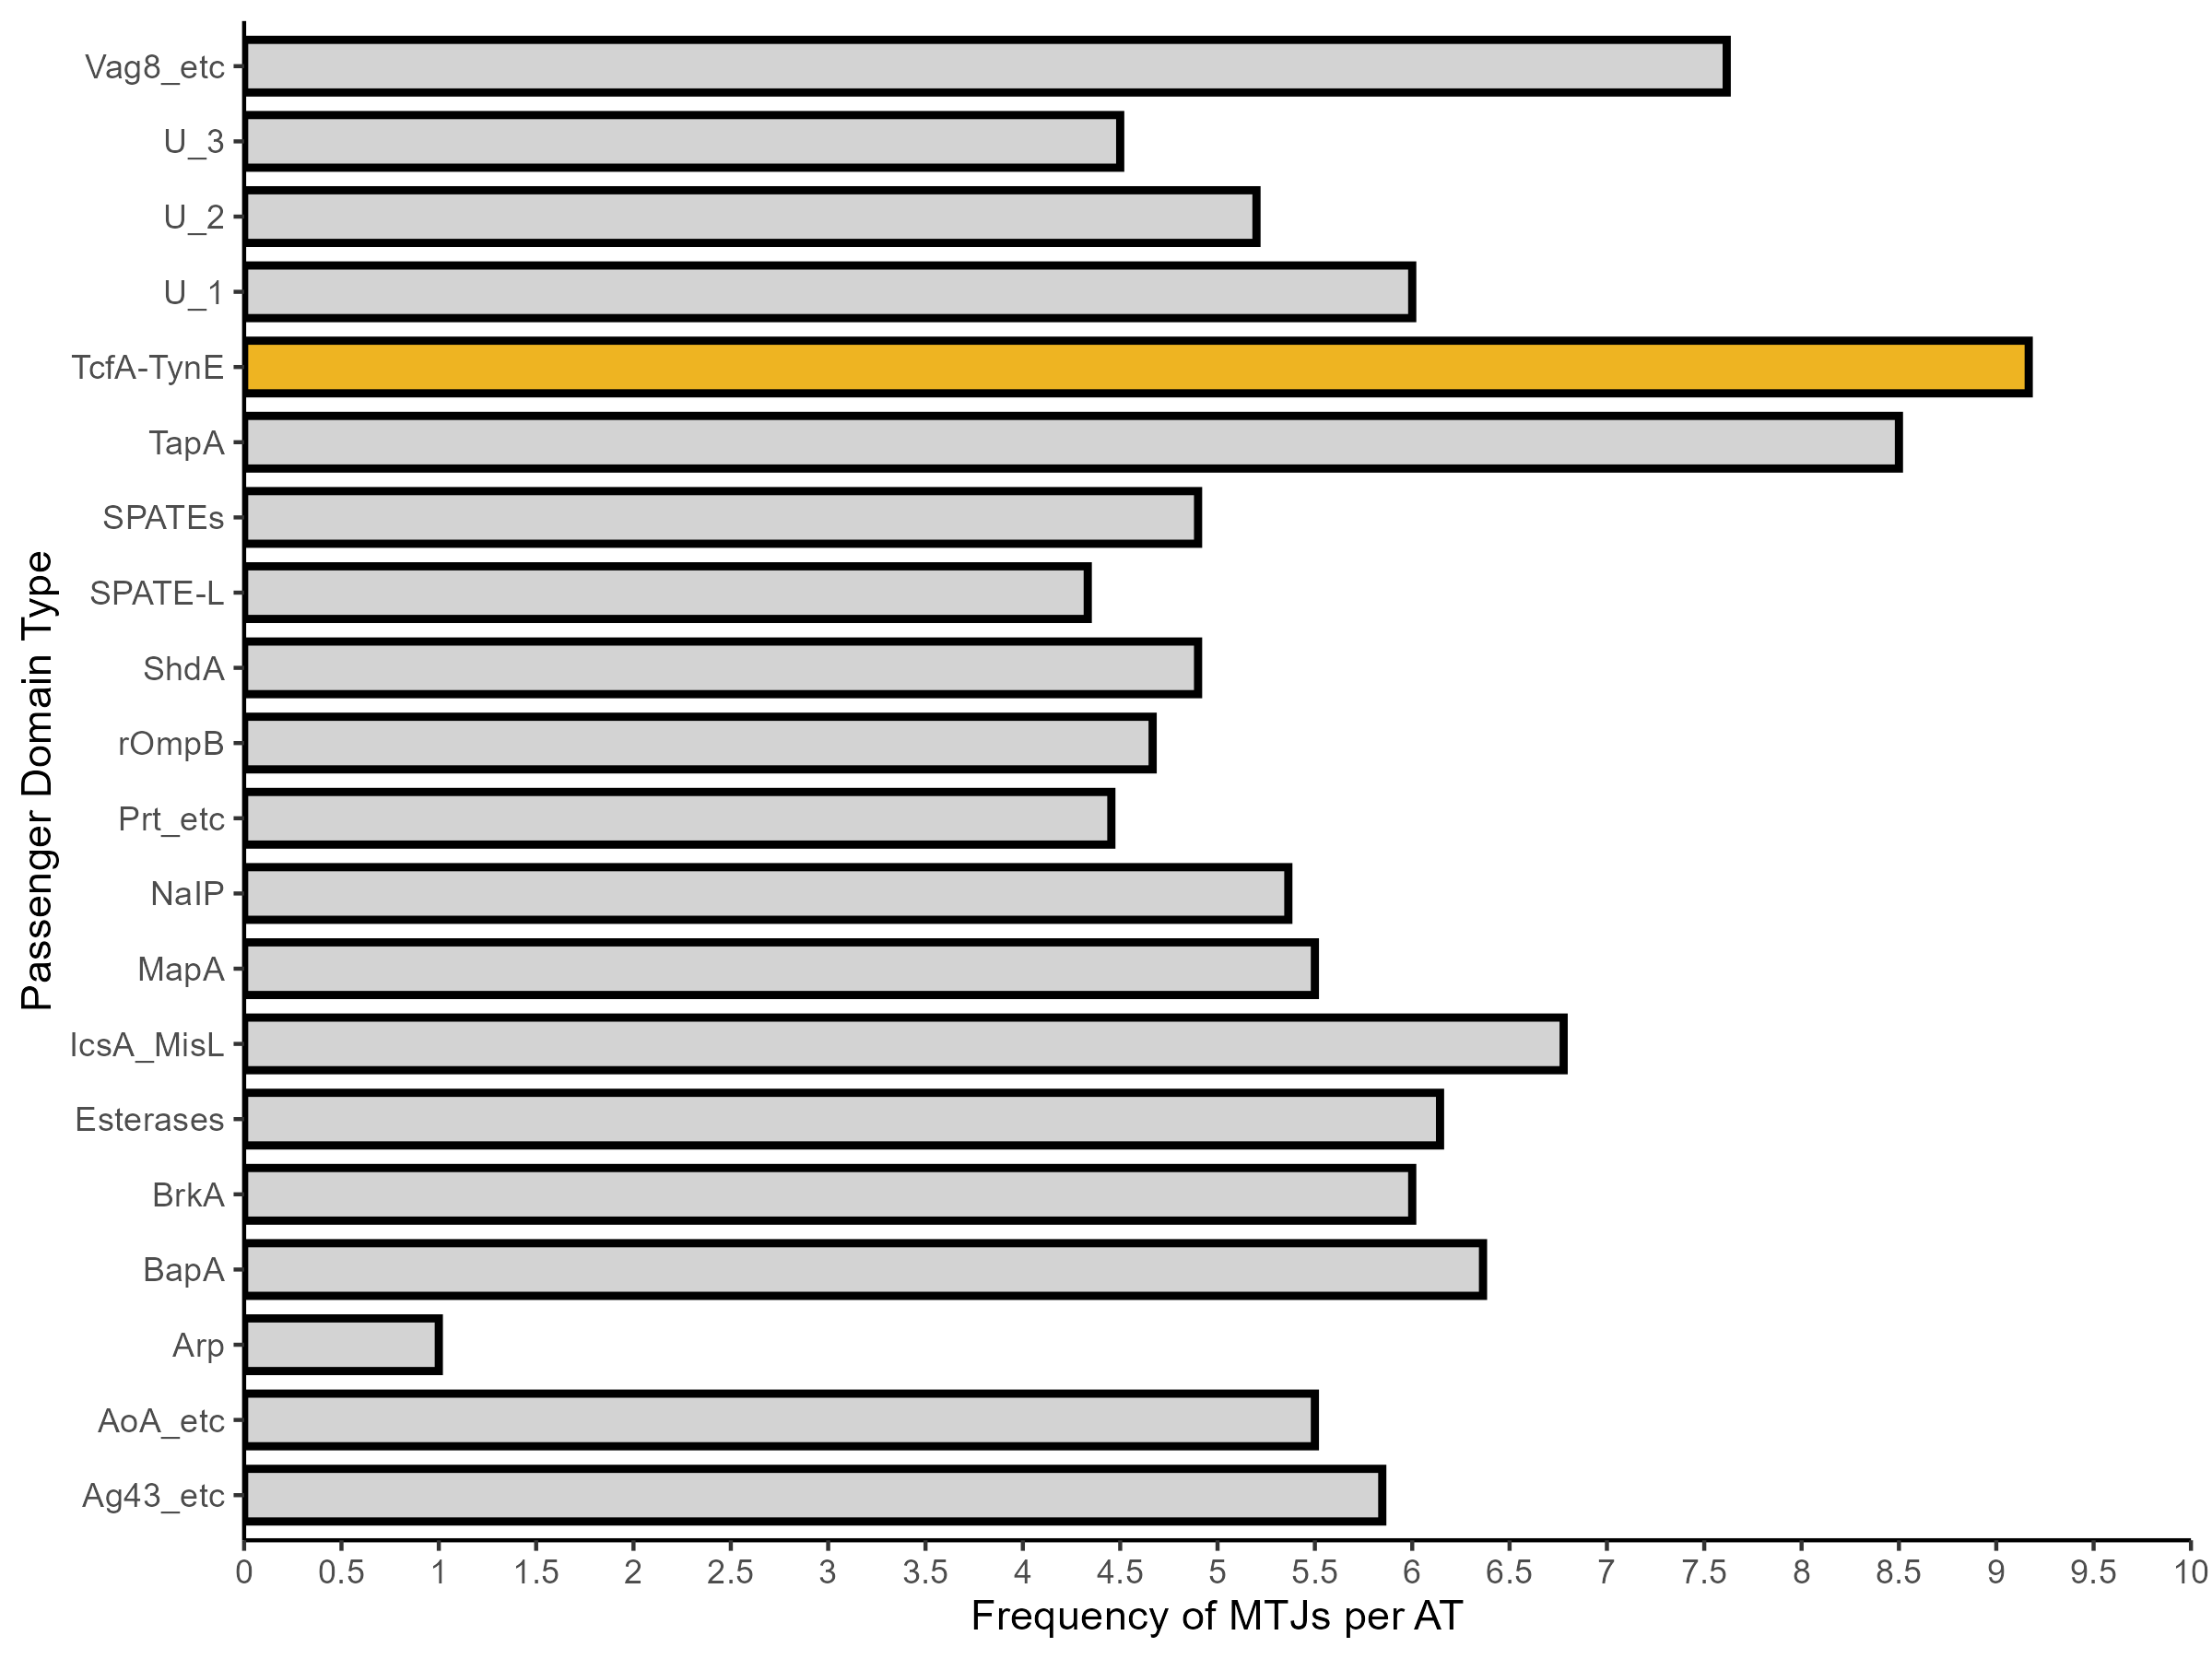 Passenger Domain Type
Vag8_etc
U_3
U_2
U_1
TcfA-TynE
TapA
SPATEs
SPATE-L
ShdA
rOmpB
Prt_etc
NalP
MapA
IcsA_MisL
Esterases
BrkA
BapA
Arp
AoA_etc
Ag43_etc
0 0.5 1 1.5 2 2.5 3 3.5 4 4.5 5 5.5 6 6.5 7 7.5 8 8.5 9 9.5 10
Frequency of MTJs per AT